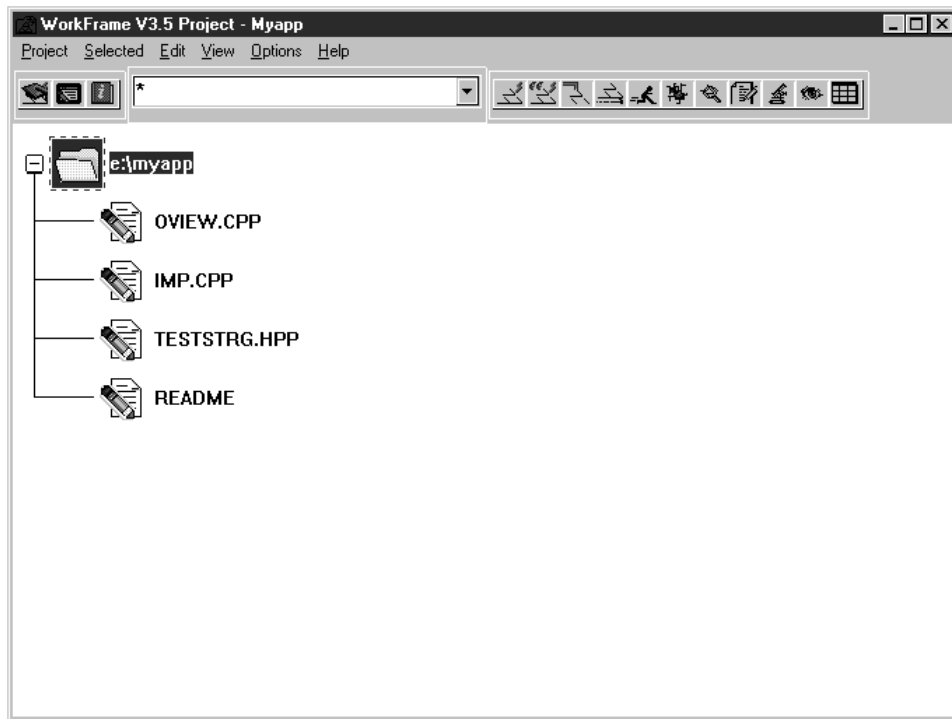 WorkFrame V3.5 Project - Myapp
Project Selected Edit View Options Help
*
e:\myapp
OVIEW.CPP
IMP.CPP
TESTSTRG.HPP
README